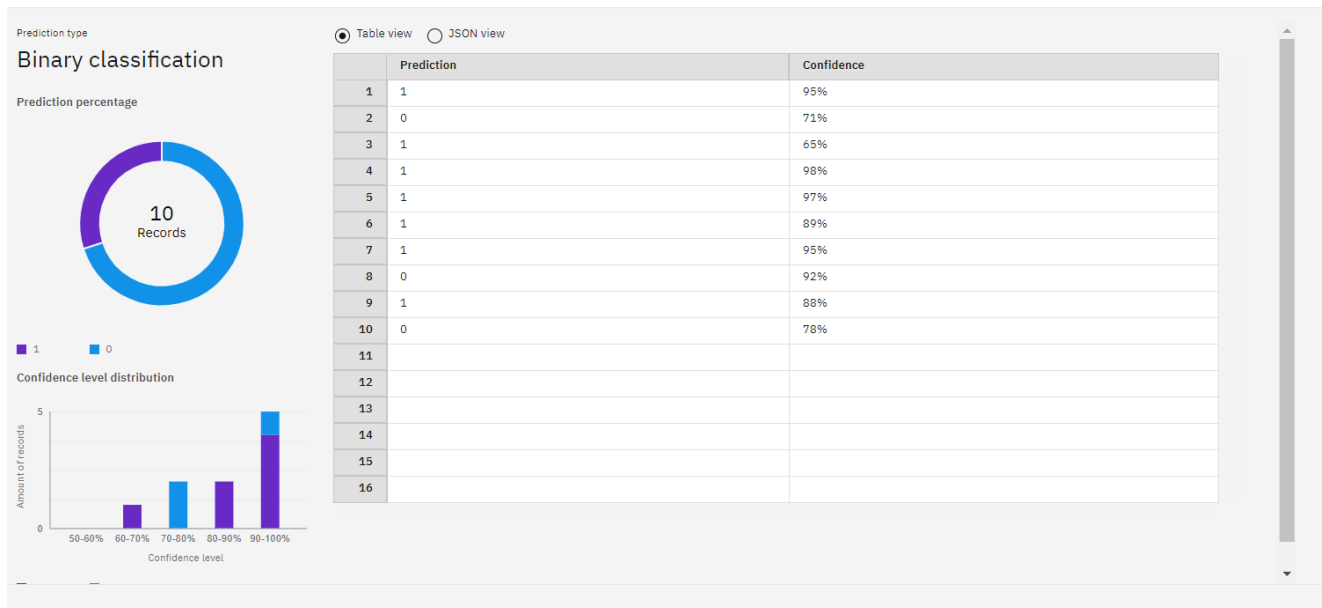 Prediction type
Binary classification
Prediction percentage
10
Records
1 0
Confidence level distribution
5
Amount of records
0
50-60% 60-70% 70-80% 80-90% 90-100%
Confidence level
Table view JSON view
Prediction Confidence
1 1 95%
2 0 71%
3 1 65%
4 1 98%
5 1 97%
6 1 89%
7 1 95%
8 0 92%
9 1 88%
10 0 78%
11
12
13
14
15
16